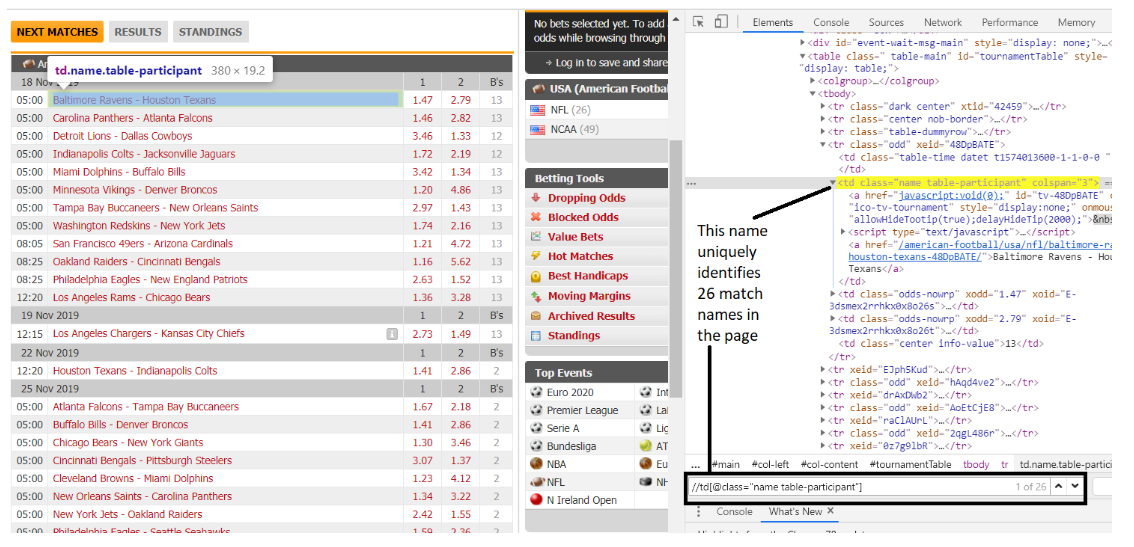 NEXT MATCHES RESULTS STANDINGS
td.name.table-participant 380 × 19.2
18 Nov 2019 1 2 B's
05:00 Baltimore Ravens - Houston Texans 1.47 2.79 13
05:00 Carolina Panthers - Atlanta Falcons 1.46 2.82 13
05:00 Detroit Lions - Dallas Cowboys 3.46 1.33 12
05:00 Indianapolis Colts - Jacksonville Jaguars 1.72 2.19 12
05:00 Miami Dolphins - Buffalo Bills 3.42 1.34 13
05:00 Minnesota Vikings - Denver Broncos 1.20 4.86 13
05:00 Tampa Bay Buccaneers - New Orleans Saints 2.97 1.43 13
05:00 Washington Redskins - New York Jets 1.74 2.16 13
08:05 San Francisco 49ers - Arizona Cardinals 1.21 4.72 13
08:25 Oakland Raiders - Cincinnati Bengals 1.16 5.62 13
08:25 Philadelphia Eagles - New England Patriots 2.63 1.52 13
12:20 Los Angeles Rams - Chicago Bears 1.36 3.28 13
19 Nov 2019 1 2 B's
12:15 Los Angeles Chargers - Kansas City Chiefs i 2.73 1.49 13
22 Nov 2019 1 2 B's
12:20 Houston Texans - Indianapolis Colts 1.41 2.86 2
25 Nov 2019 1 2 B's
05:00 Atlanta Falcons - Tampa Bay Buccaneers 1.67 2.18 2
05:00 Buffalo Bills - Denver Broncos 1.41 2.86 2
05:00 Chicago Bears - New York Giants 1.30 3.46 2
05:00 Cincinnati Bengals - Pittsburgh Steelers 3.07 1.37 2
05:00 Cleveland Browns - Miami Dolphins 1.23 4.12 2
05:00 New Orleans Saints - Carolina Panthers 1.34 3.22 2
05:00 New York Jets - Oakland Raiders 2.42 1.55 2
05:00 Philadelphia Eagles - Seattle Seahawks 1.59 2.36 2
No bets selected yet. To add
odds while browsing through
→ Log in to save and share
USA (American Footbal
NFL (26)
NCAA (49)
Betting Tools
Dropping Odds
Blocked Odds
Value Bets
Hot Matches
Best Handicaps
Moving Margins
Archived Results
Standings
Top Events
Euro 2020 Int
Premier League La
Serie A Lig
Bundesliga AT
NBA Eu
NFL NH
N Ireland Open
Elements Console Sources Network Performance Memory
<div id="event-wait-msg-main" style="display: none;">…</
<table class=" table-main" id="tournamentTable" style=
"display: table;">
<colgroup>…</colgroup>
<tbody>
<tr class="dark center" xtid="42459">…</tr>
<tr class="center nob-border">…</tr>
<tr class="table-dummyrow">…</tr>
<tr class="odd" xeid="48DpBATE">
<td class="table-time datet t1574013600-1-1-0-0 "
</td>
… <td class="name table-participant" colspan="3"> ==
<a href="javascript:void(0);" id="tv-48DpBATE"
"ico-tv-tournament" style="display:none;" onmous
"allowHideTootip(true);delayHideTip(2000);">&nbs
<script type="text/javascript">…</script>
<a href="/american-football/usa/nfl/baltimore-ra
houston-texans-48DpBATE/">Baltimore Ravens - Hou
Texans</a>
</td>
<td class="odds-nowrp" xodd="1.47" xoid="E-
3dsmex2rrhkx0x8o26s">…</td>
<td class="odds-nowrp" xodd="2.79" xoid="E-
3dsmex2rrhkx0x8o26t">…</td>
<td class="center info-value">13</td>
</tr>
<tr xeid="EJph5Kud">…</tr>
<tr class="odd" xeid="hAqd4ve2">…</tr>
<tr xeid="drAxDwb2">…</tr>
<tr class="odd" xeid="AoEtCjE8">…</tr>
<tr xeid="raClAUrL">…</tr>
<tr class="odd" xeid="2qgL486r">…</tr>
<tr xeid="0z7g9lbR">…</tr>
This name
uniquely
identifies
26 match
names in
the page
… #main #col-left #col-content #tournamentTable tbody tr td.name.table-partici
//td[@class="name table-participant"] 1 of 26
Console What's New ×